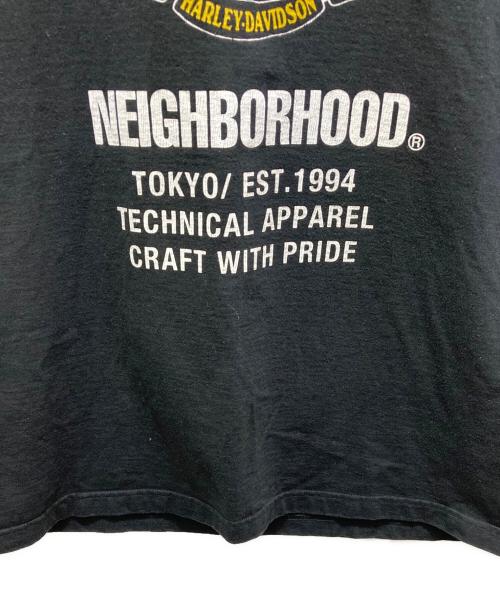 HARLEY-DAVIDSON
NEIGHBORHOOD®
TOKYO/ EST.1994
TECHNICAL APPAREL
CRAFT WITH PRIDE